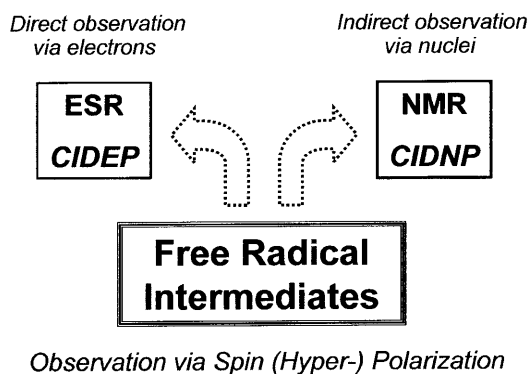 Direct observation
via electrons
Indirect observation
via nuclei
ESR
CIDEP
NMR
CIDNP
Free Radical
Intermediates
Observation via Spin (Hyper-) Polarization